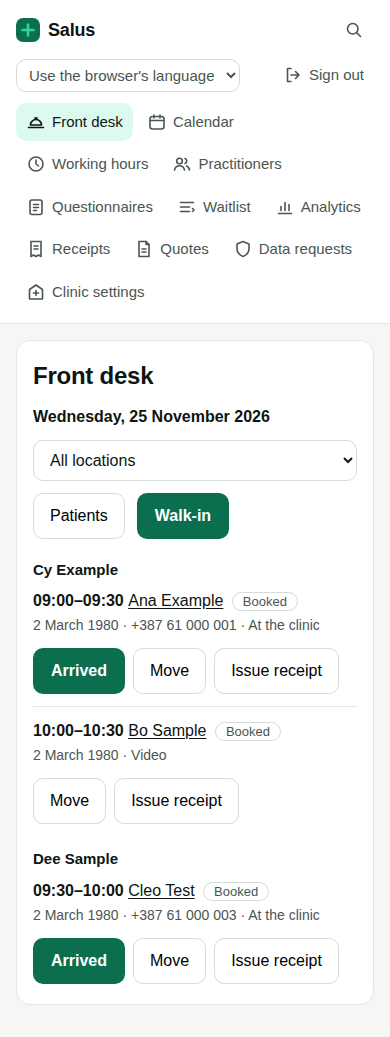 Salus
Use the browser's language
Sign out
Front desk
Calendar
Working hours
Practitioners
Questionnaires
Waitlist
Analytics
Receipts
Quotes
Data requests
Clinic settings
Front desk
Wednesday, 25 November 2026
All locations
Patients
Walk-in
Cy Example
09:00–09:30 Ana Example Booked
2 March 1980 · +387 61 000 001 · At the clinic
Arrived
Move
Issue receipt
10:00–10:30 Bo Sample Booked
2 March 1980 · Video
Move
Issue receipt
Dee Sample
09:30–10:00 Cleo Test Booked
2 March 1980 · +387 61 000 003 · At the clinic
Arrived
Move
Issue receipt